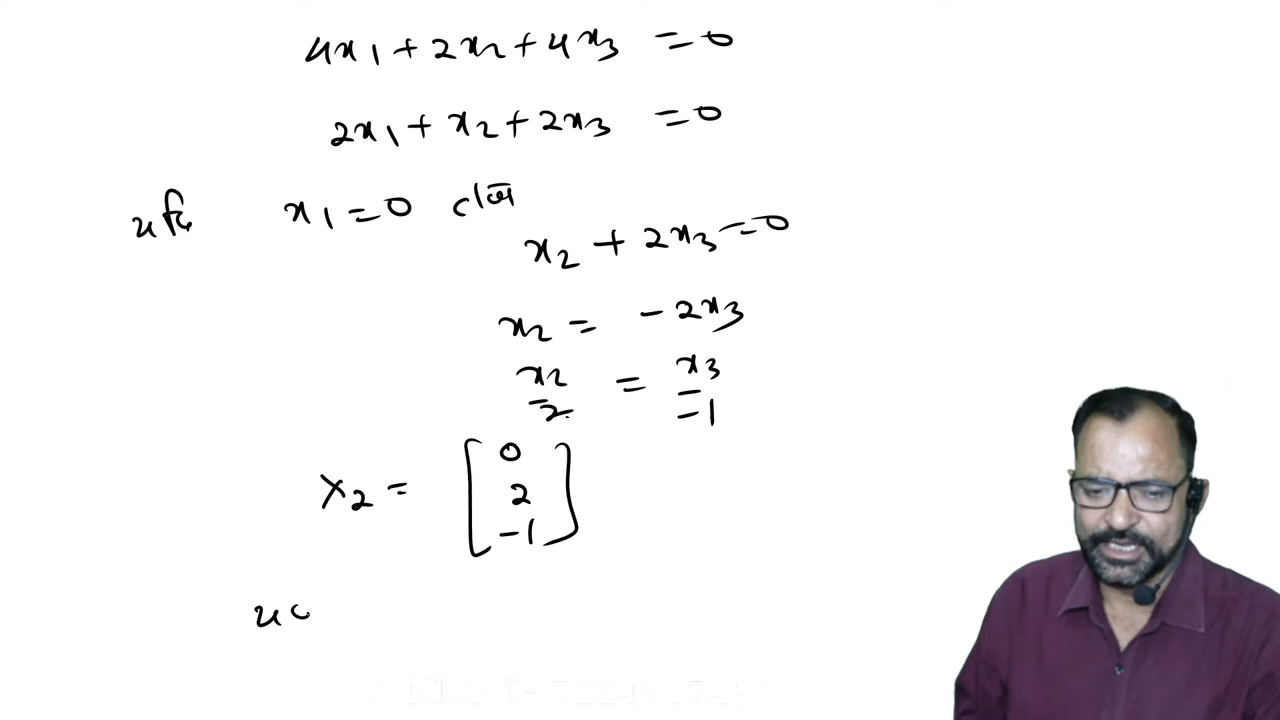 4x₁ + 2x₂ + 4x₃ = 0
2x₁ + x₂ + 2x₃ = 0
यदि x₁ = 0 तब
x₂ + 2x₃ = 0
x₂ = - 2x₃
x₂/2 = x₃/-1
X₂ = [0 2 -1]